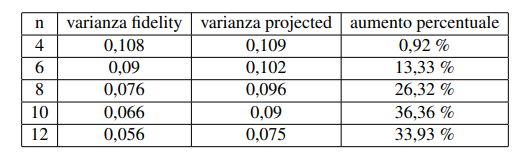 n varianza fidelity varianza projected aumento percentuale
4 0,108 0,109 0,92 %
6 0,09 0,102 13,33 %
8 0,076 0,096 26,32 %
10 0,066 0,09 36,36 %
12 0,056 0,075 33,93 %